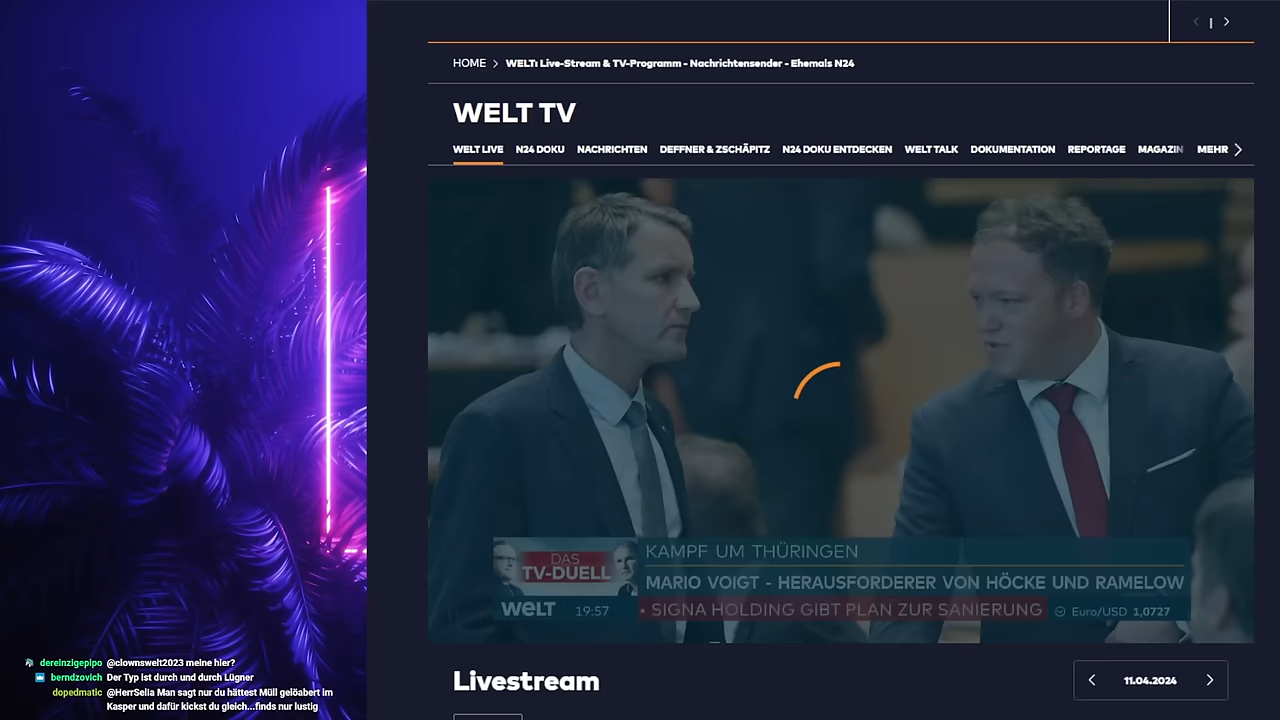 HOME > WELT: Live-Stream & TV-Programm - Nachrichtensender - Ehemals N24
WELT TV
WELT LIVE N24 DOKU NACHRICHTEN DEFFNER & ZSCHÄPITZ N24 DOKU ENTDECKEN WELT TALK DOKUMENTATION REPORTAGE MAGAZIN MEHR
DAS
TV-DUELL
KAMPF UM THÜRINGEN
MARIO VOIGT - HERAUSFORDERER VON HÖCKE UND RAMELOW
welt 19:57 • SIGNA HOLDING GIBT PLAN ZUR SANIERUNG Euro/USD 1,0727
Livestream
11.04.2024
dereinzigepipo @clownswelt2023 meine hier?
berndzovich Der Typ ist durch und durch Lügner
dopedmatic @HerrSelia Man sagt nur du hättest Müll gelöabert im
Kasper und dafür kickst du gleich...finds nur lustig